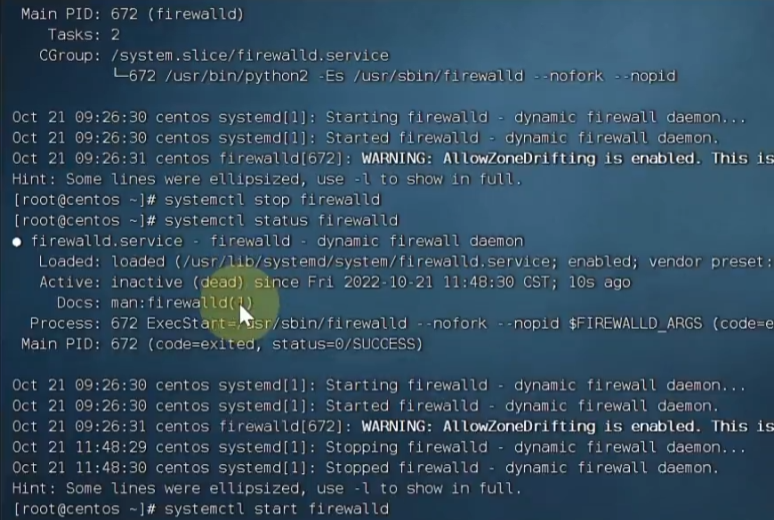 Main PID: 672 (firewalld)
Tasks: 2
CGroup: /system.slice/firewalld.service
└─672 /usr/bin/python2 -Es /usr/sbin/firewalld --nofork --nopid
Oct 21 09:26:30 centos systemd[1]: Starting firewalld - dynamic firewall daemon...
Oct 21 09:26:30 centos systemd[1]: Started firewalld - dynamic firewall daemon.
Oct 21 09:26:31 centos firewalld[672]: WARNING: AllowZoneDrifting is enabled. This is
Hint: Some lines were ellipsized, use -l to show in full.
[root@centos ~]# systemctl stop firewalld
[root@centos ~]# systemctl status firewalld
● firewalld.service - firewalld - dynamic firewall daemon
Loaded: loaded (/usr/lib/systemd/system/firewalld.service; enabled; vendor preset:
Active: inactive (dead) since Fri 2022-10-21 11:48:30 CST; 10s ago
Docs: man:firewalld(1)
Process: 672 ExecStart=/usr/sbin/firewalld --nofork --nopid $FIREWALLD_ARGS (code=e
Main PID: 672 (code=exited, status=0/SUCCESS)
Oct 21 09:26:30 centos systemd[1]: Starting firewalld - dynamic firewall daemon...
Oct 21 09:26:30 centos systemd[1]: Started firewalld - dynamic firewall daemon.
Oct 21 09:26:31 centos firewalld[672]: WARNING: AllowZoneDrifting is enabled. This is
Oct 21 11:48:29 centos systemd[1]: Stopping firewalld - dynamic firewall daemon...
Oct 21 11:48:30 centos systemd[1]: Stopped firewalld - dynamic firewall daemon.
Hint: Some lines were ellipsized, use -l to show in full.
[root@centos ~]# systemctl start firewalld